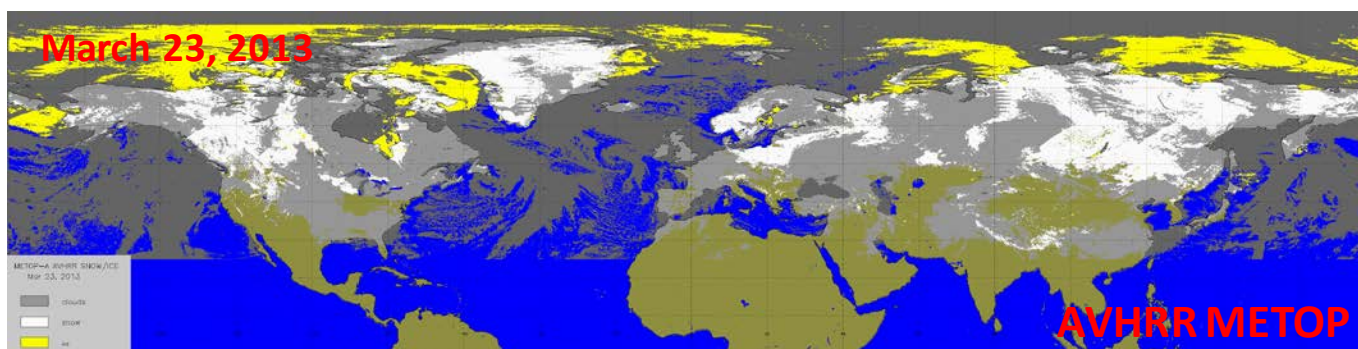 March 23, 2013
METOP-A AVHRR SNOW/ICE
Mar 23, 2013
clouds
snow
ice
AVHRR METOP